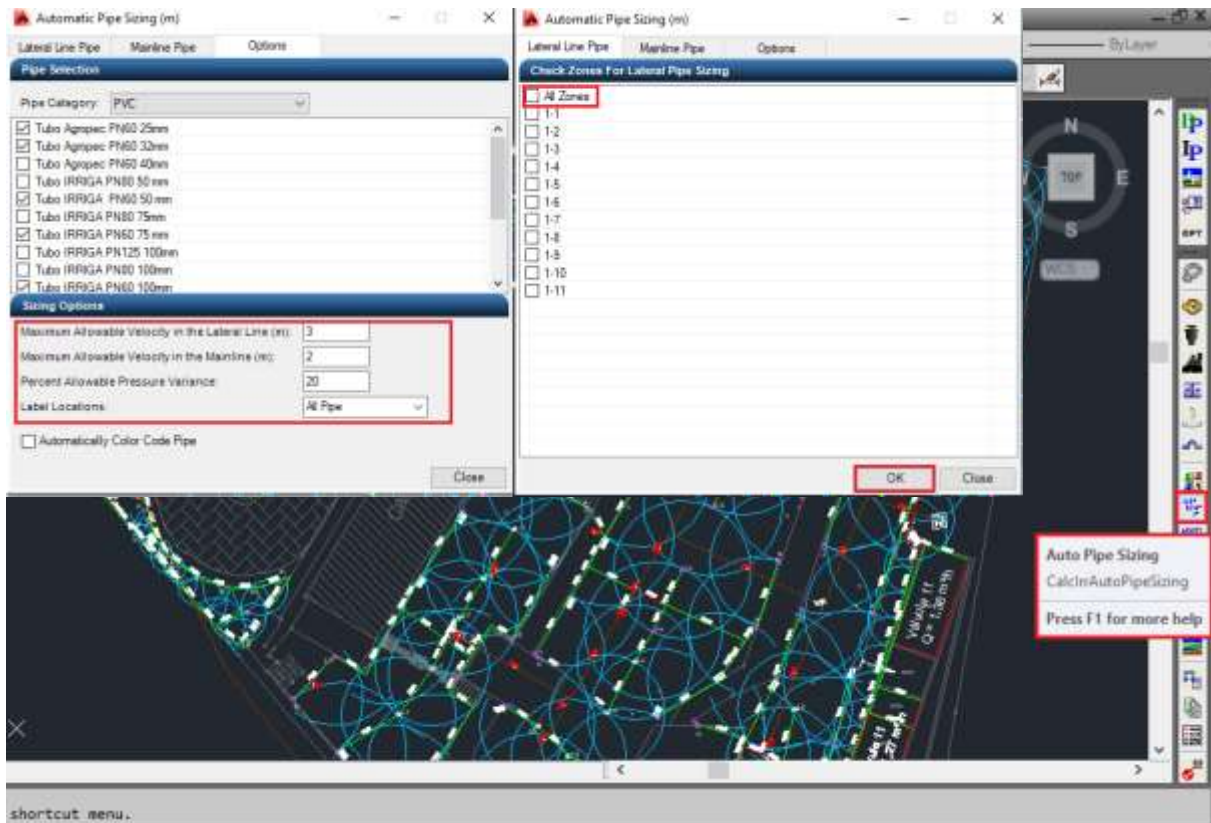 Automatic Pipe Sizing (m)
Lateral Line Pipe Mainline Pipe Options
Pipe Selection
Pipe Category: PVC
Tubo Agropec PN60 25mm
Tubo Agropec PN60 32mm
Tubo Agropec PN60 40mm
Tubo IRRIGA PN80 50 mm
Tubo IRRIGA PN60 50 mm
Tubo IRRIGA PN80 75mm
Tubo IRRIGA PN60 75 mm
Tubo IRRIGA PN125 100mm
Tubo IRRIGA PN80 100mm
Tubo IRRIGA PN60 100mm
Sizing Options
Maximum Allowable Velocity in the Lateral Line (m): 3
Maximum Allowable Velocity in the Mainline (m): 2
Percent Allowable Pressure Variance: 20
Label Locations: All Pipe
Automatically Color Code Pipe
Close
Automatic Pipe Sizing (m)
Lateral Line Pipe Mainline Pipe Options
Check Zones For Lateral Pipe Sizing
All Zones
1-1
1-2
1-3
1-4
1-5
1-6
1-7
1-8
1-9
1-10
1-11
OK Close
ByLayer
N
TOP
E
S
WCS
OPT
Auto Pipe Sizing
CalcInAutoPipeSizing
Press F1 for more help
Q = 1.36 m³/h
shortcut menu.